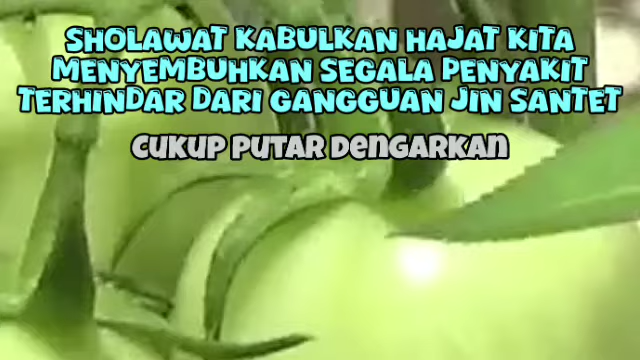 SHOLAWAT KABULKAN HAJAT KITA
MENYEMBUHKAN SEGALA PENYAKIT
TERHINDAR DARI GANGGUAN JIN SANTET
CUKUP PUTAR DENGARKAN